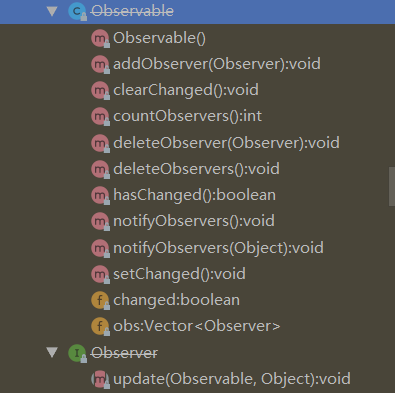 Observable
Observable()
addObserver(Observer):void
clearChanged():void
countObservers():int
deleteObserver(Observer):void
deleteObservers():void
hasChanged():boolean
notifyObservers():void
notifyObservers(Object):void
setChanged():void
changed:boolean
obs:Vector<Observer>
Observer
update(Observable, Object):void